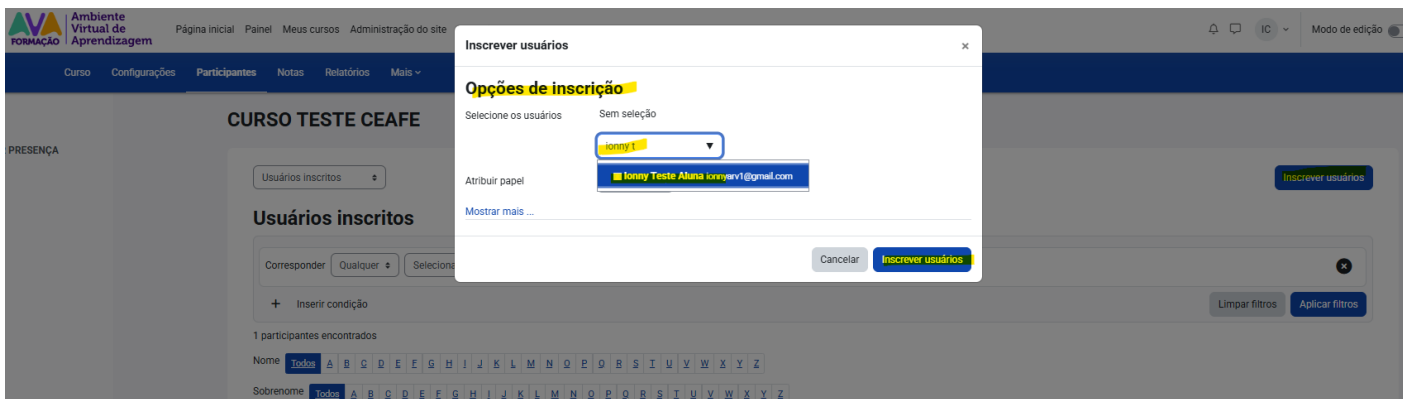 AVA FORMAÇÃO
Ambiente
Virtual de
Aprendizagem
Página inicial Painel Meus cursos Administração do site
IC
Modo de edição
Curso Configurações Participantes Notas Relatórios Mais
PRESENÇA
CURSO TESTE CEAFE
Usuários inscritos
Inscrever usuários
Usuários inscritos
Corresponder Qualquer Seleciona
+ Inserir condição
Limpar filtros Aplicar filtros
1 participantes encontrados
Nome Todos A B C D E F G H I J K L M N O P Q R S T U V W X Y Z
Sobrenome Todos A B C D E F G H I J K L M N O P Q R S T U V W X Y Z
Inscrever usuários ×
Opções de inscrição
Selecione os usuários Sem seleção
ionny t ▼
Ionny Teste Aluna ionnysrv1@gmail.com
Atribuir papel
Mostrar mais ...
Cancelar Inscrever usuários